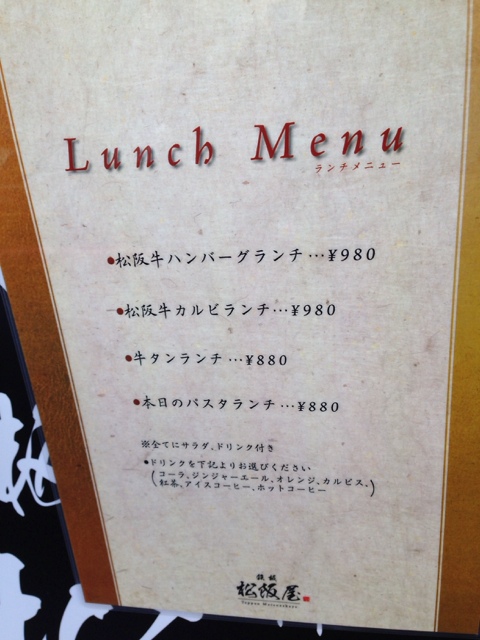 Lunch Menu
ランチメニュー
●松阪牛ハンバーグランチ…¥980
●松阪牛カルビランチ…¥980
●牛タンランチ…¥880
●本日のパスタランチ…¥880
※全てにサラダ、ドリンク付き
●ドリンクを下記よりお選びください
(コーラ、ジンジャーエール、オレンジ、カルピス、
紅茶、アイスコーヒー、ホットコーヒー)
鉄板
松阪屋